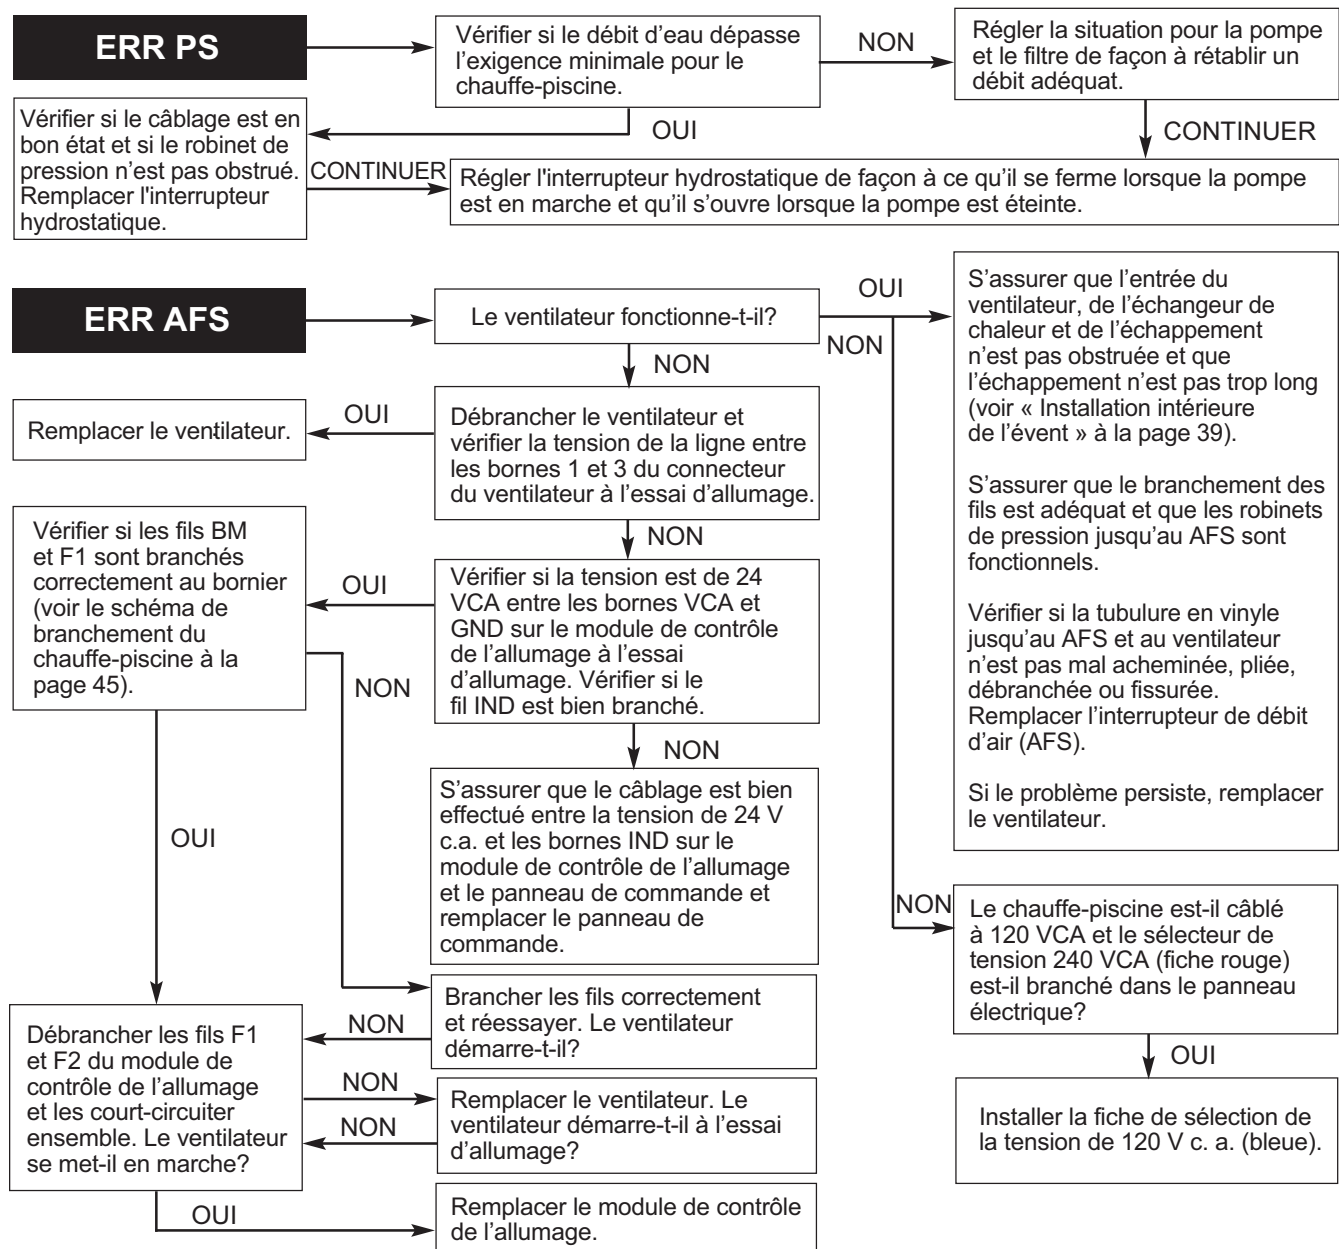 ERR PS
Vérifier si le débit d'eau dépasse
l'exigence minimale pour le
chauffe-piscine.
NON
Régler la situation pour la pompe
et le filtre de façon à rétablir un
débit adéquat.
OUI
CONTINUER
Vérifier si le câblage est en
bon état et si le robinet de
pression n'est pas obstrué.
Remplacer l'interrupteur
hydrostatique.
CONTINUER
Régler l'interrupteur hydrostatique de façon à ce qu'il se ferme lorsque la pompe
est en marche et qu'il s'ouvre lorsque la pompe est éteinte.
ERR AFS
Le ventilateur fonctionne-t-il?
OUI
NON
NON
S'assurer que l'entrée du
ventilateur, de l'échangeur de
chaleur et de l'échappement
n'est pas obstruée et que
l'échappement n'est pas trop long
(voir « Installation intérieure
de l'évent » à la page 39).
S'assurer que le branchement des
fils est adéquat et que les robinets
de pression jusqu'au AFS sont
fonctionnels.
Vérifier si la tubulure en vinyle
jusqu'au AFS et au ventilateur
n'est pas mal acheminée, pliée,
débranchée ou fissurée.
Remplacer l'interrupteur de débit
d'air (AFS).
Si le problème persiste, remplacer
le ventilateur.
Débrancher le ventilateur et
vérifier la tension de la ligne entre
les bornes 1 et 3 du connecteur
du ventilateur à l'essai d'allumage.
OUI
Remplacer le ventilateur.
NON
Vérifier si la tension est de 24
VCA entre les bornes VCA et
GND sur le module de contrôle
de l'allumage à l'essai
d'allumage. Vérifier si le
fil IND est bien branché.
OUI
Vérifier si les fils BM
et F1 sont branchés
correctement au bornier
(voir le schéma de
branchement du
chauffe-piscine à la
page 45).
NON
NON
S'assurer que le câblage est bien
effectué entre la tension de 24 V
c.a. et les bornes IND sur le
module de contrôle de l'allumage
et le panneau de commande et
remplacer le panneau de
commande.
OUI
NON
Le chauffe-piscine est-il câblé
à 120 VCA et le sélecteur de
tension 240 VCA (fiche rouge)
est-il branché dans le panneau
électrique?
OUI
Installer la fiche de sélection de
la tension de 120 V c. a. (bleue).
Brancher les fils correctement
et réessayer. Le ventilateur
démarre-t-il?
NON
Débrancher les fils F1
et F2 du module de
contrôle de l'allumage
et les court-circuiter
ensemble. Le ventilateur
se met-il en marche?
NON
NON
Remplacer le ventilateur. Le
ventilateur démarre-t-il à l'essai
d'allumage?
OUI
Remplacer le module de contrôle
de l'allumage.